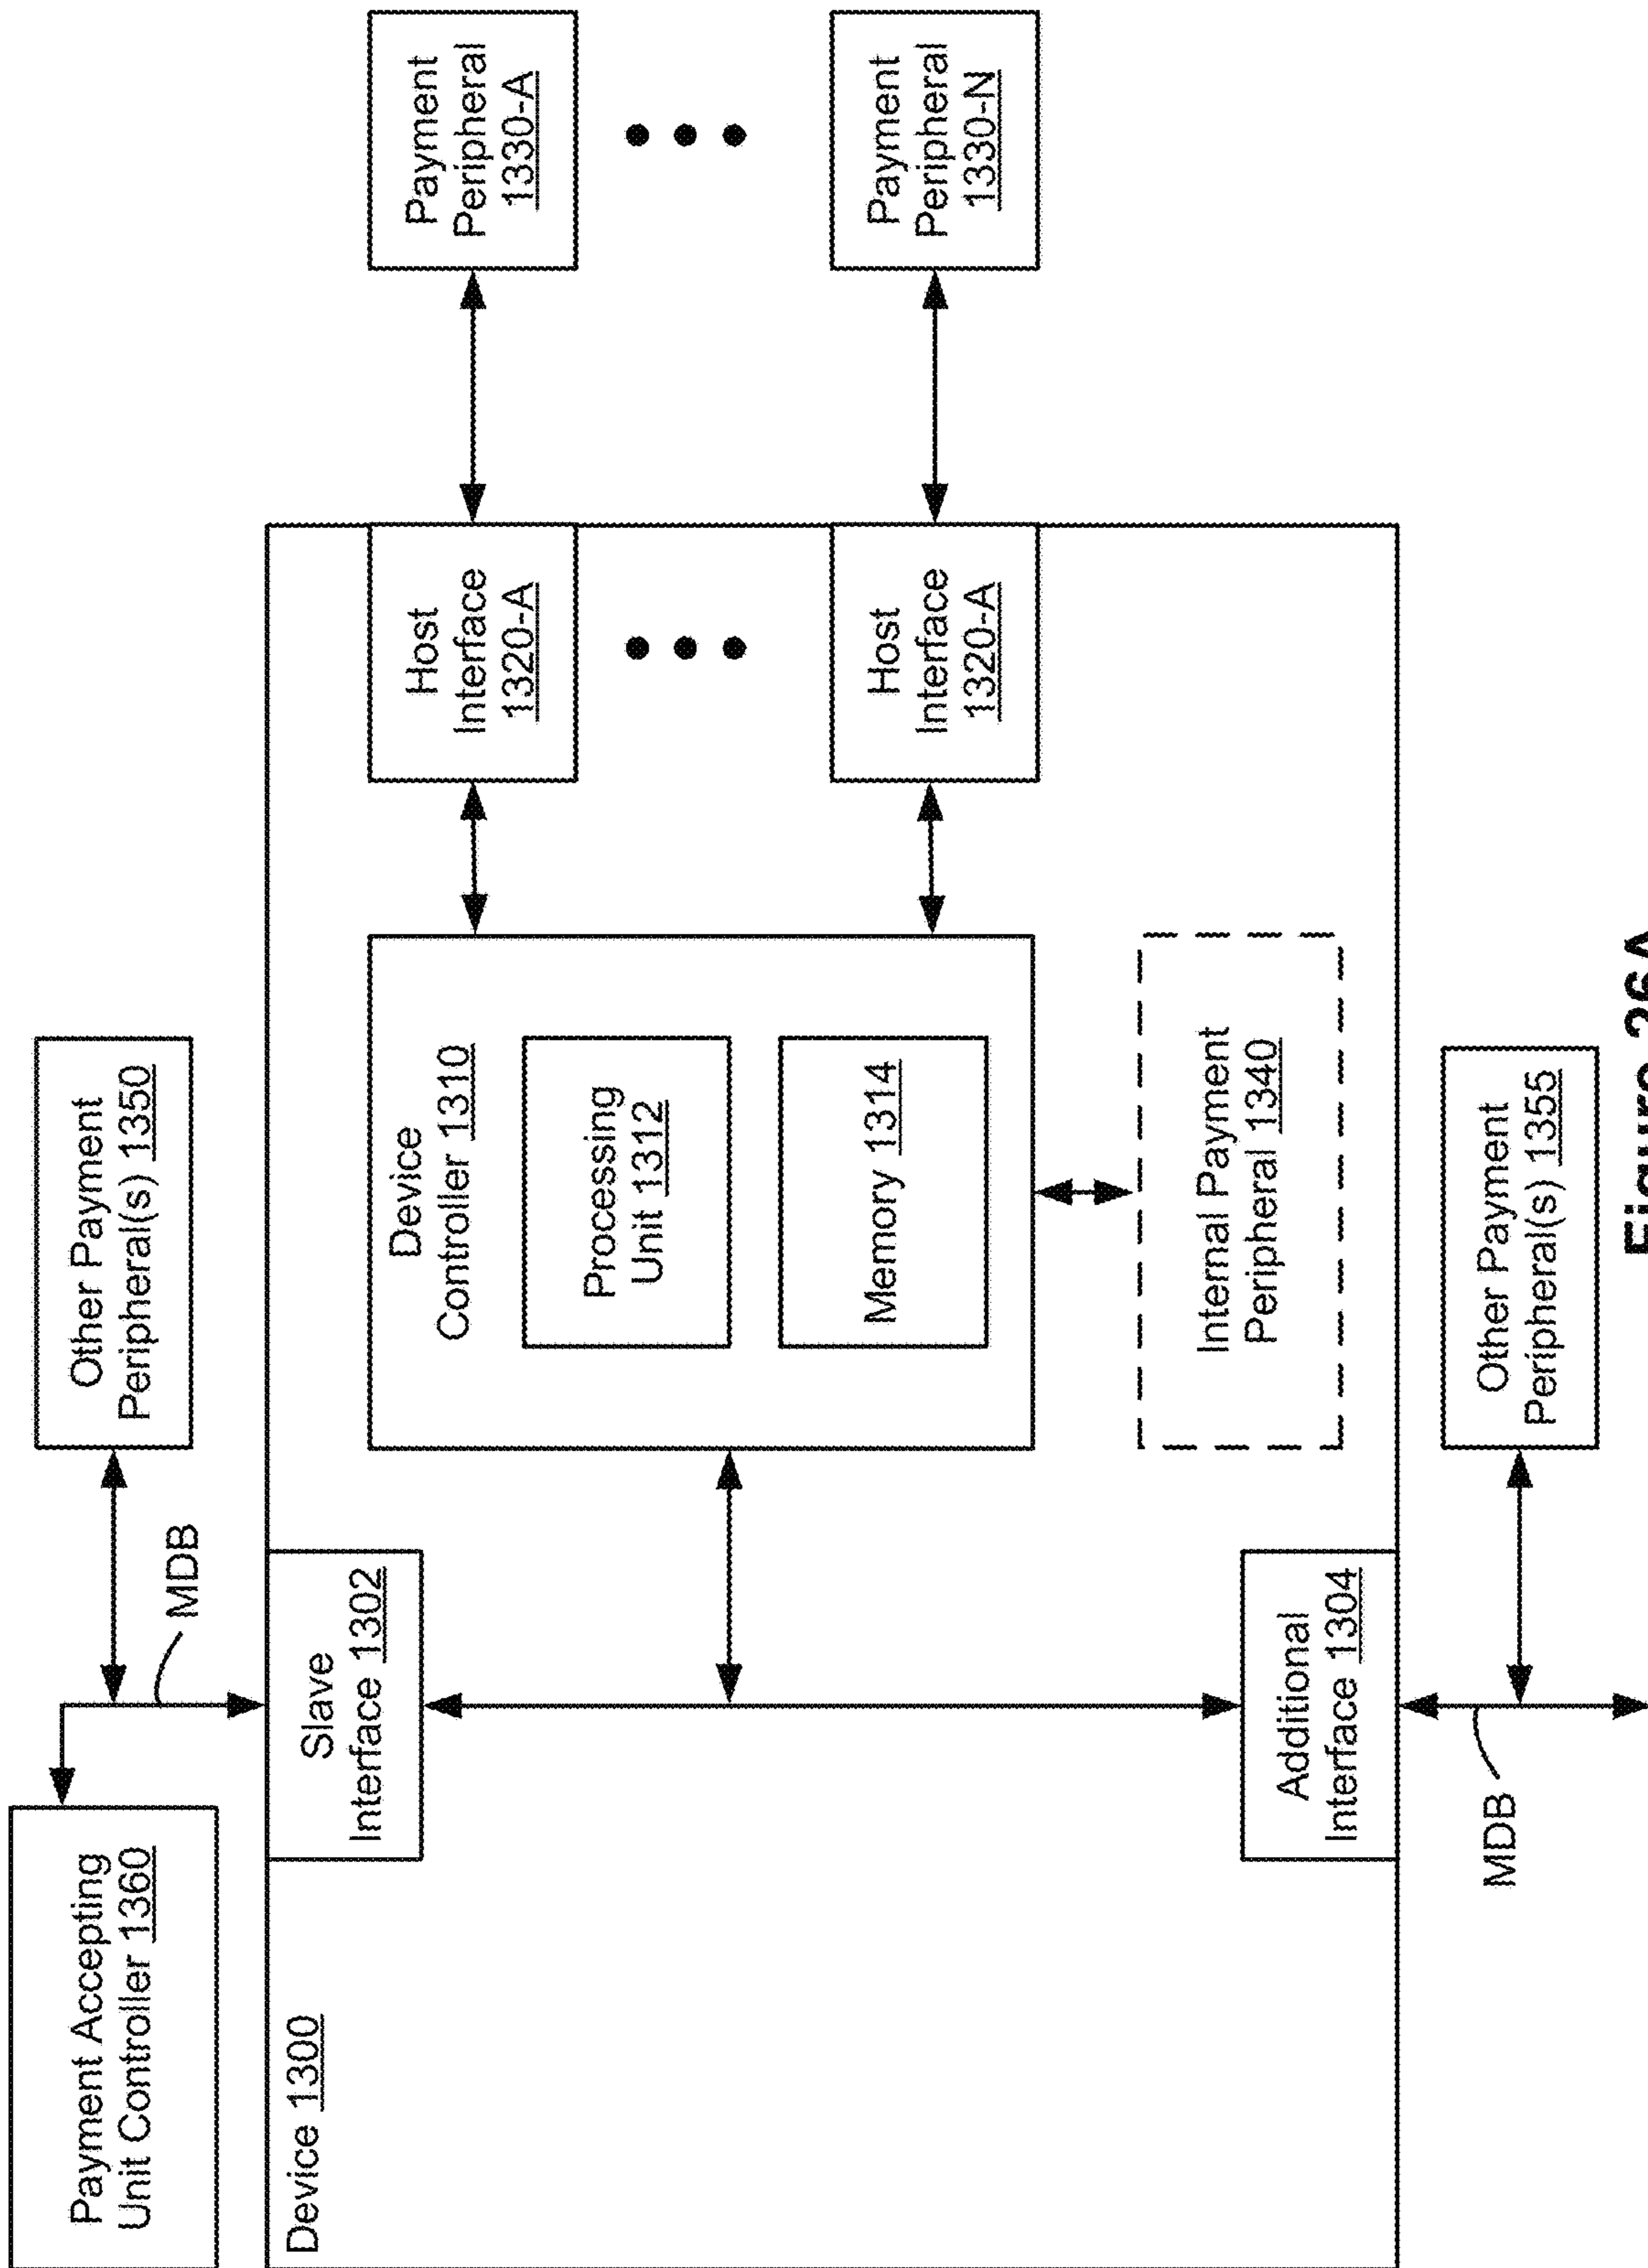 Payment Accepting
Unit Controller 1360
Other Payment
Peripheral(s) 1350
MDB
Device 1300
Slave
Interface 1302
Device
Controller 1310
Processing
Unit 1312
Memory 1314
Host
Interface
1320-A
Host
Interface
1320-A
Payment
Peripheral
1330-A
Payment
Peripheral
1330-N
Internal Payment
Peripheral 1340
Additional
Interface 1304
MDB
Other Payment
Peripheral(s) 1355
Figure 26A